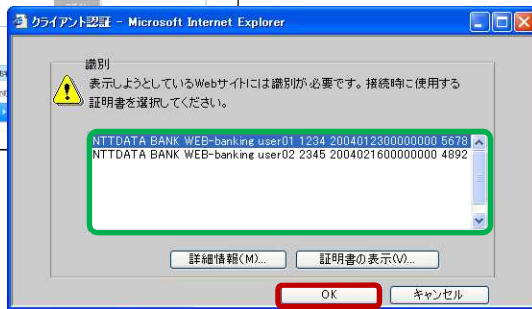 クライアント認証 - Microsoft Internet Explorer
識別
表示しようとしているWebサイトには識別が必要です。接続時に使用する
証明書を選択してください。
NTTDATA BANK WEB-banking user01 1234 2004012300000000 5678
NTTDATA BANK WEB-banking user02 2345 2004021600000000 4892
詳細情報(M)... 証明書の表示(V)...
OK キャンセル